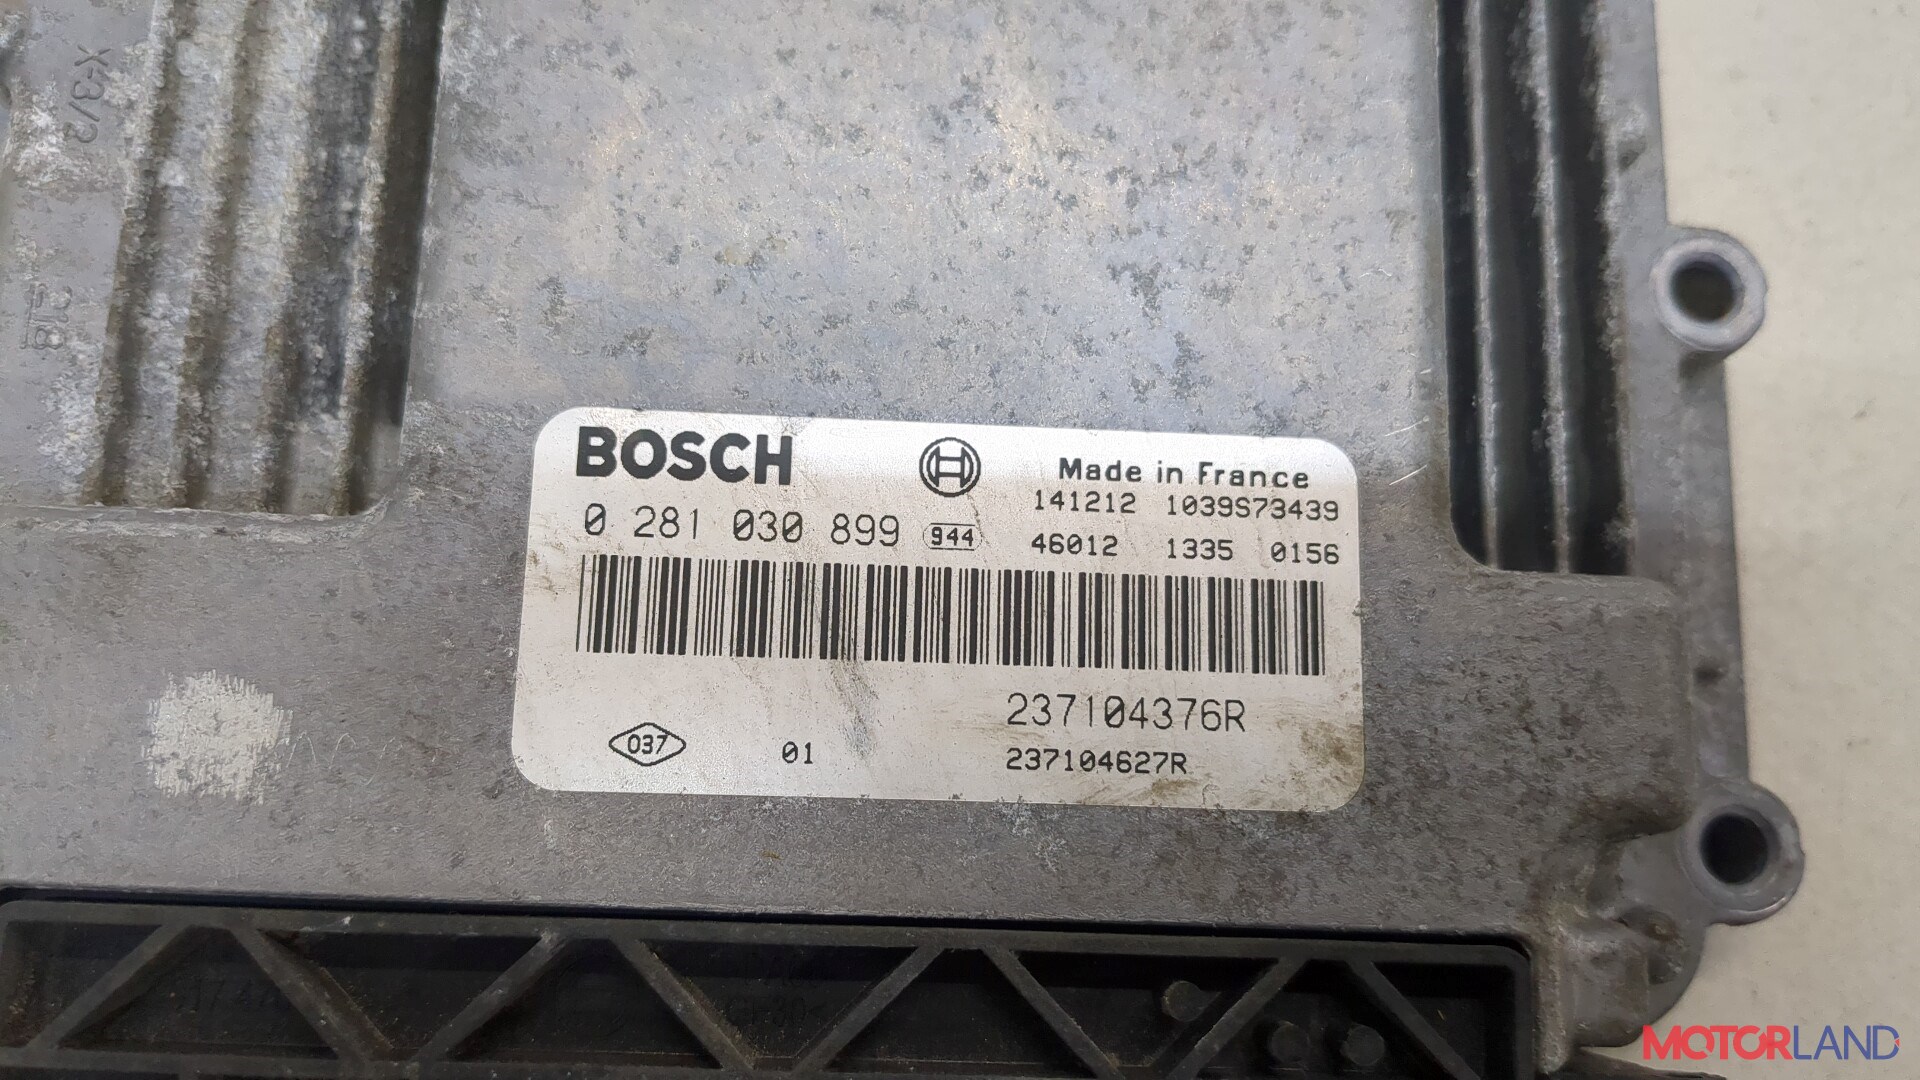 X-3/2
BOSCH
Made in France
141212 1039S73439
0 281 030 899 944
46012 1335 0156
237104376R
037 01
237104627R
MOTORLAND